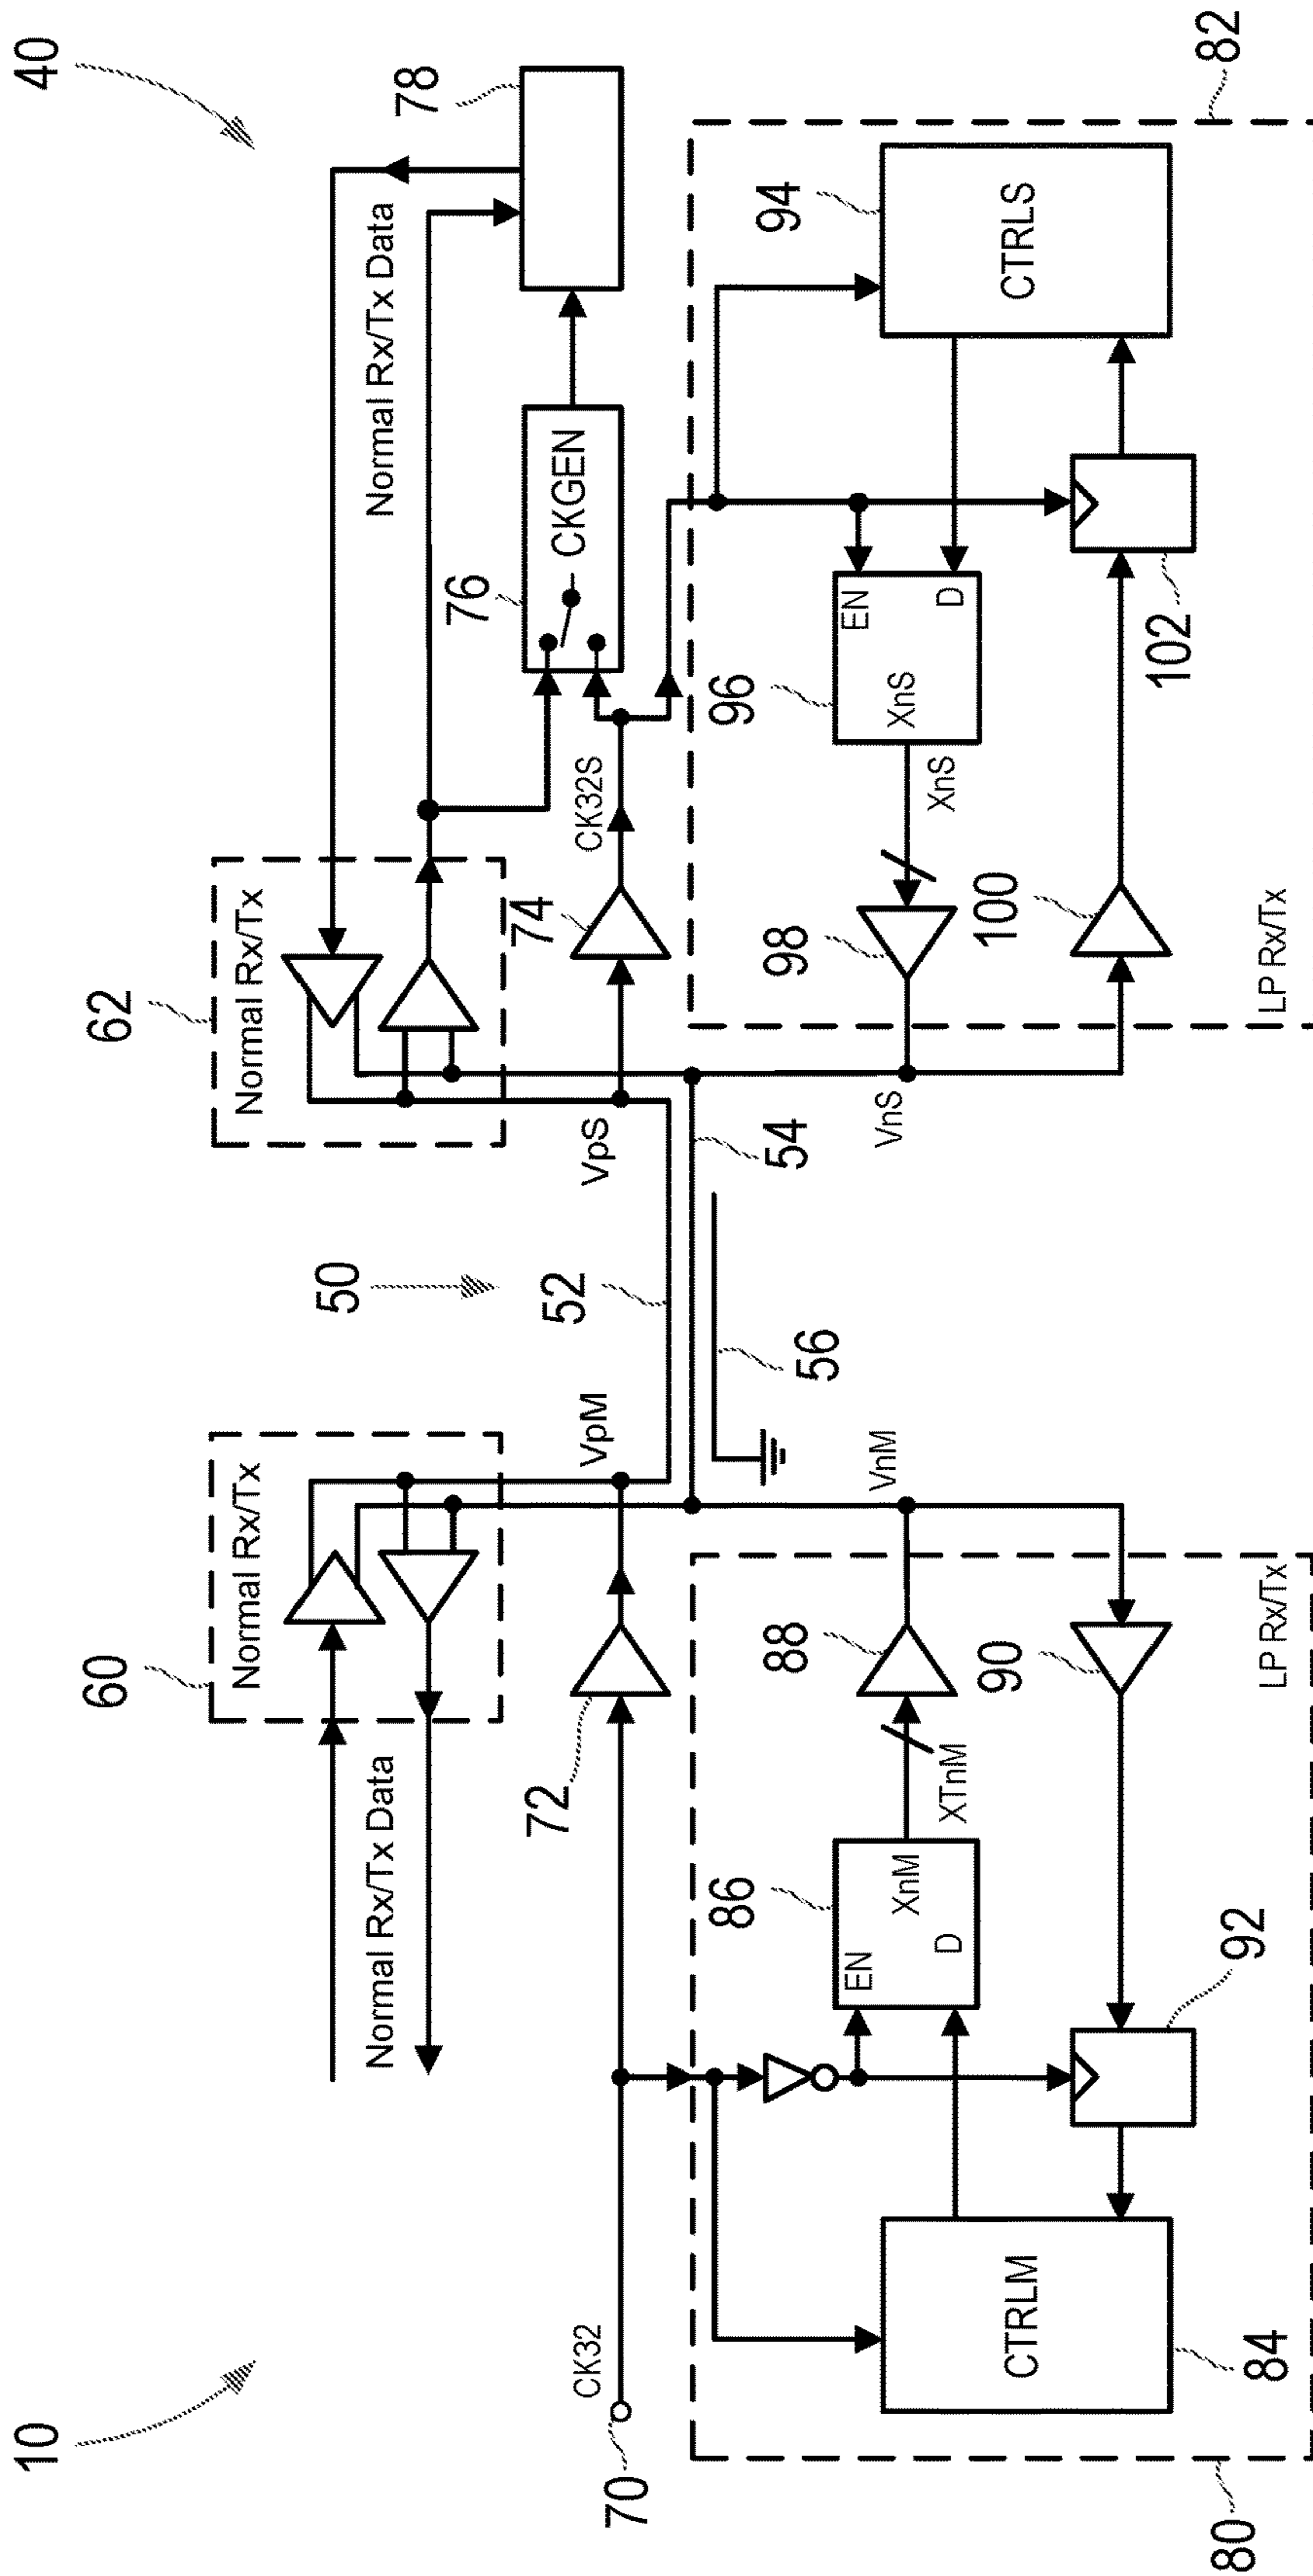 10
40
50
60
Normal Rx/Tx
62
Normal Rx/Tx
Normal Rx/Tx Data
Normal Rx/Tx Data
78
76
CKGEN
70
CK32
72
VpM
52
VpS
74
CK32S
54
56
80
84
CTRLM
86
EN
D
XnM
XTnM
88
VnM
90
92
LP Rx/Tx
82
VnS
98
XnS
96
XnS
EN
D
94
CTRLS
100
102
LP Rx/Tx